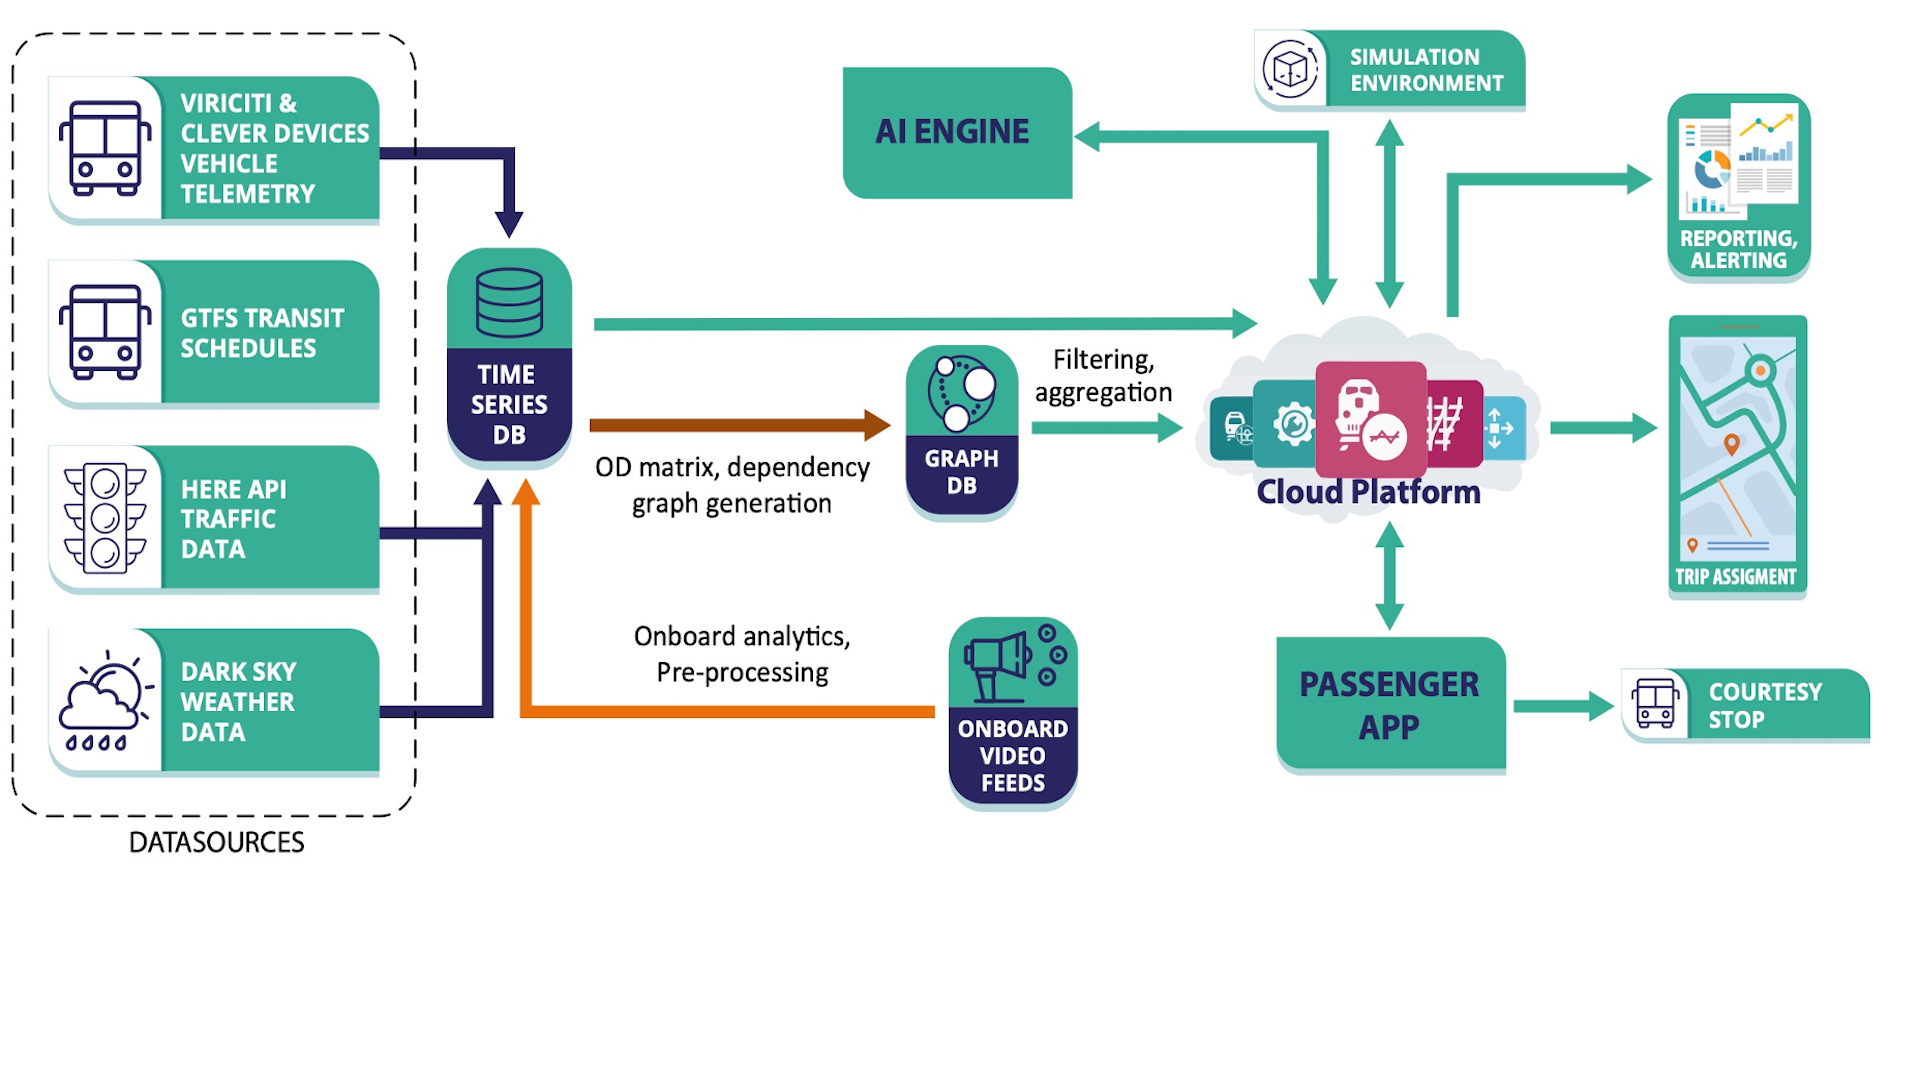 VIRICITI &
CLEVER DEVICES
VEHICLE
TELEMETRY
GTFS TRANSIT
SCHEDULES
HERE API
TRAFFIC
DATA
DARK SKY
WEATHER
DATA
DATASOURCES
TIME
SERIES
DB
OD matrix, dependency
graph generation
Onboard analytics,
Pre-processing
AI ENGINE
GRAPH
DB
Filtering,
aggregation
ONBOARD
VIDEO
FEEDS
SIMULATION
ENVIRONMENT
Cloud Platform
PASSENGER
APP
REPORTING,
ALERTING
TRIP ASSIGMENT
COURTESY
STOP